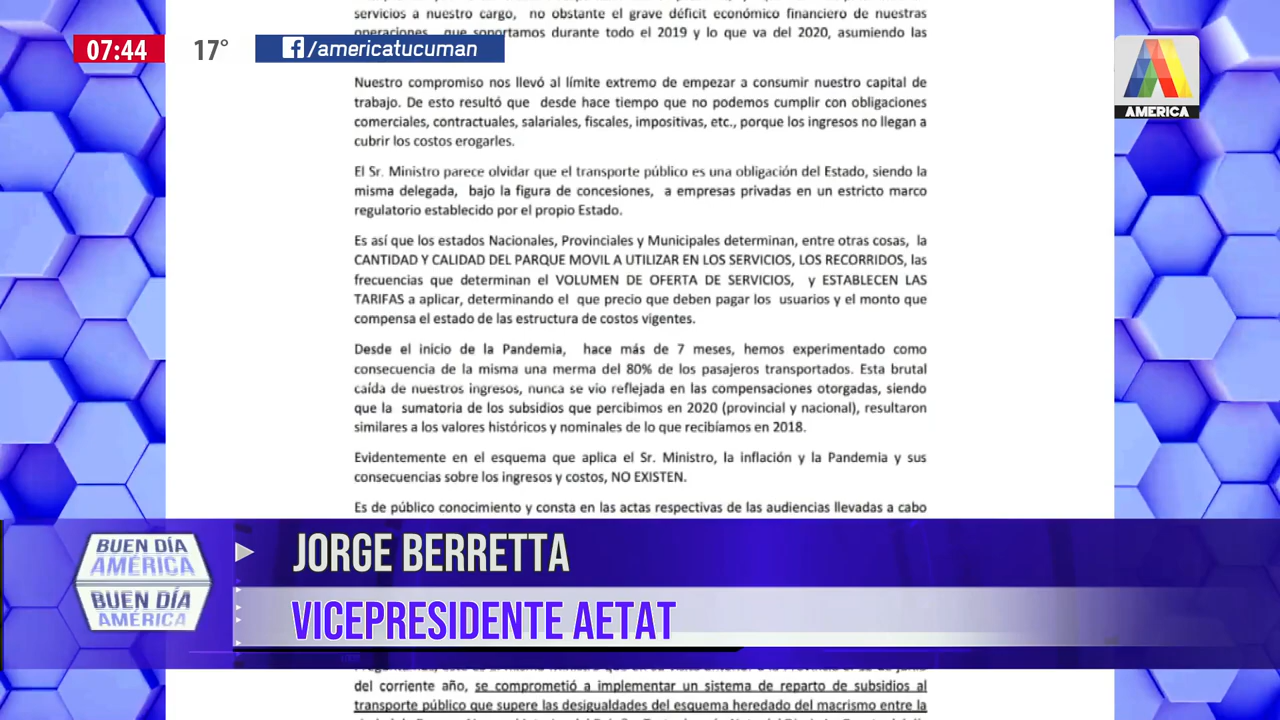 servicios a nuestro cargo, no obstante el grave déficit económico financiero de nuestras
operaciones que soportamos durante todo el 2019 y lo que va del 2020, asumiendo las
07:44 17° /americatucuman
AMERICA
Nuestro compromiso nos llevó al límite extremo de empezar a consumir nuestro capital de
trabajo. De esto resultó que desde hace tiempo que no podemos cumplir con obligaciones
comerciales, contractuales, salariales, fiscales, impositivas, etc., porque los ingresos no llegan a
cubrir los costos erogarles.
El Sr. Ministro parece olvidar que el transporte público es una obligación del Estado, siendo la
misma delegada, bajo la figura de concesiones, a empresas privadas en un estricto marco
regulatorio establecido por el propio Estado.
Es así que los estados Nacionales, Provinciales y Municipales determinan, entre otras cosas, la
CANTIDAD Y CALIDAD DEL PARQUE MOVIL A UTILIZAR EN LOS SERVICIOS, LOS RECORRIDOS, las
frecuencias que determinan el VOLUMEN DE OFERTA DE SERVICIOS, y ESTABLECEN LAS
TARIFAS a aplicar, determinando el que precio que deben pagar los usuarios y el monto que
compensa el estado de las estructura de costos vigentes.
Desde el inicio de la Pandemia, hace más de 7 meses, hemos experimentado como
consecuencia de la misma una merma del 80% de los pasajeros transportados. Esta brutal
caída de nuestros ingresos, nunca se vio reflejada en las compensaciones otorgadas, siendo
que la sumatoria de los subsidios que percibimos en 2020 (provincial y nacional), resultaron
similares a los valores históricos y nominales de lo que recibíamos en 2018.
Evidentemente en el esquema que aplica el Sr. Ministro, la inflación y la Pandemia y sus
consecuencias sobre los ingresos y costos, NO EXISTEN.
Es de público conocimiento y consta en las actas respectivas de las audiencias llevadas a cabo
BUEN DÍA
AMÉRICA
BUEN DÍA
AMÉRICA
JORGE BERRETTA
VICEPRESIDENTE AETAT
del corriente año, se comprometió a implementar un sistema de reparto de subsidios al
transporte público que supere las desigualdades del esquema heredado del macrismo entre la